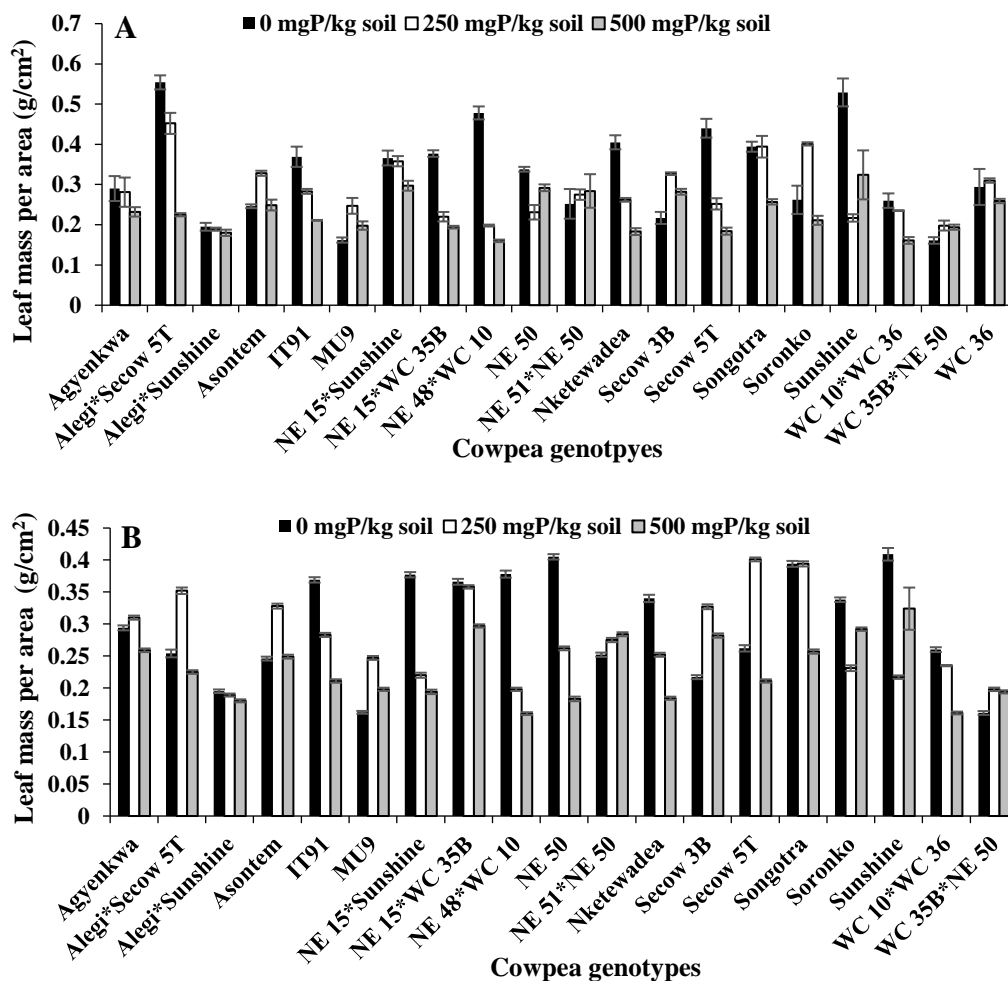 A
0 mgP/kg soil 250 mgP/kg soil 500 mgP/kg soil
Leaf mass per area (g/cm²)
0.7
0.6
0.5
0.4
0.3
0.2
0.1
0
Agyenkwa
Alegi*Secow 5T
Alegi*Sunshine
Asontem
IT91
MU9
NE 15*Sunshine
NE 15*WC 35B
NE 48*WC 10
NE 50
NE 51*NE 50
Nketewadea
Secow 3B
Secow 5T
Songotra
Soronko
Sunshine
WC 10*WC 36
WC 35B*NE 50
WC 36
Cowpea genotpyes
B
0 mgP/kg soil 250 mgP/kg soil 500 mgP/kg soil
Leaf mass per area (g/cm²)
0.45
0.4
0.35
0.3
0.25
0.2
0.15
0.1
0.05
0
Agyenkwa
Alegi*Secow 5T
Alegi*Sunshine
Asontem
IT91
MU9
NE 15*Sunshine
NE 15*WC 35B
NE 48*WC 10
NE 50
NE 51*NE 50
Nketewadea
Secow 3B
Secow 5T
Songotra
Soronko
Sunshine
WC 10*WC 36
WC 35B*NE 50
Cowpea genotypes